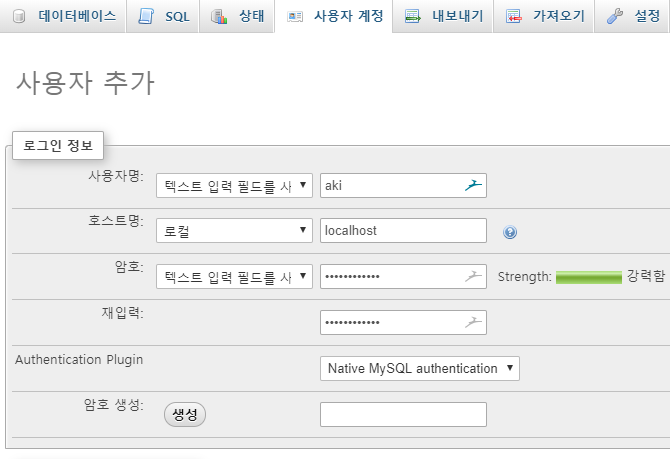 데이터베이스 SQL 상태 사용자 계정 내보내기 가져오기 설정
사용자 추가
로그인 정보
사용자명: 텍스트 입력 필드를 사 aki
호스트명: 로컬 localhost
암호: 텍스트 입력 필드를 사 •••••••••••• Strength: 강력함
재입력: ••••••••••••
Authentication Plugin Native MySQL authentication
암호 생성: 생성